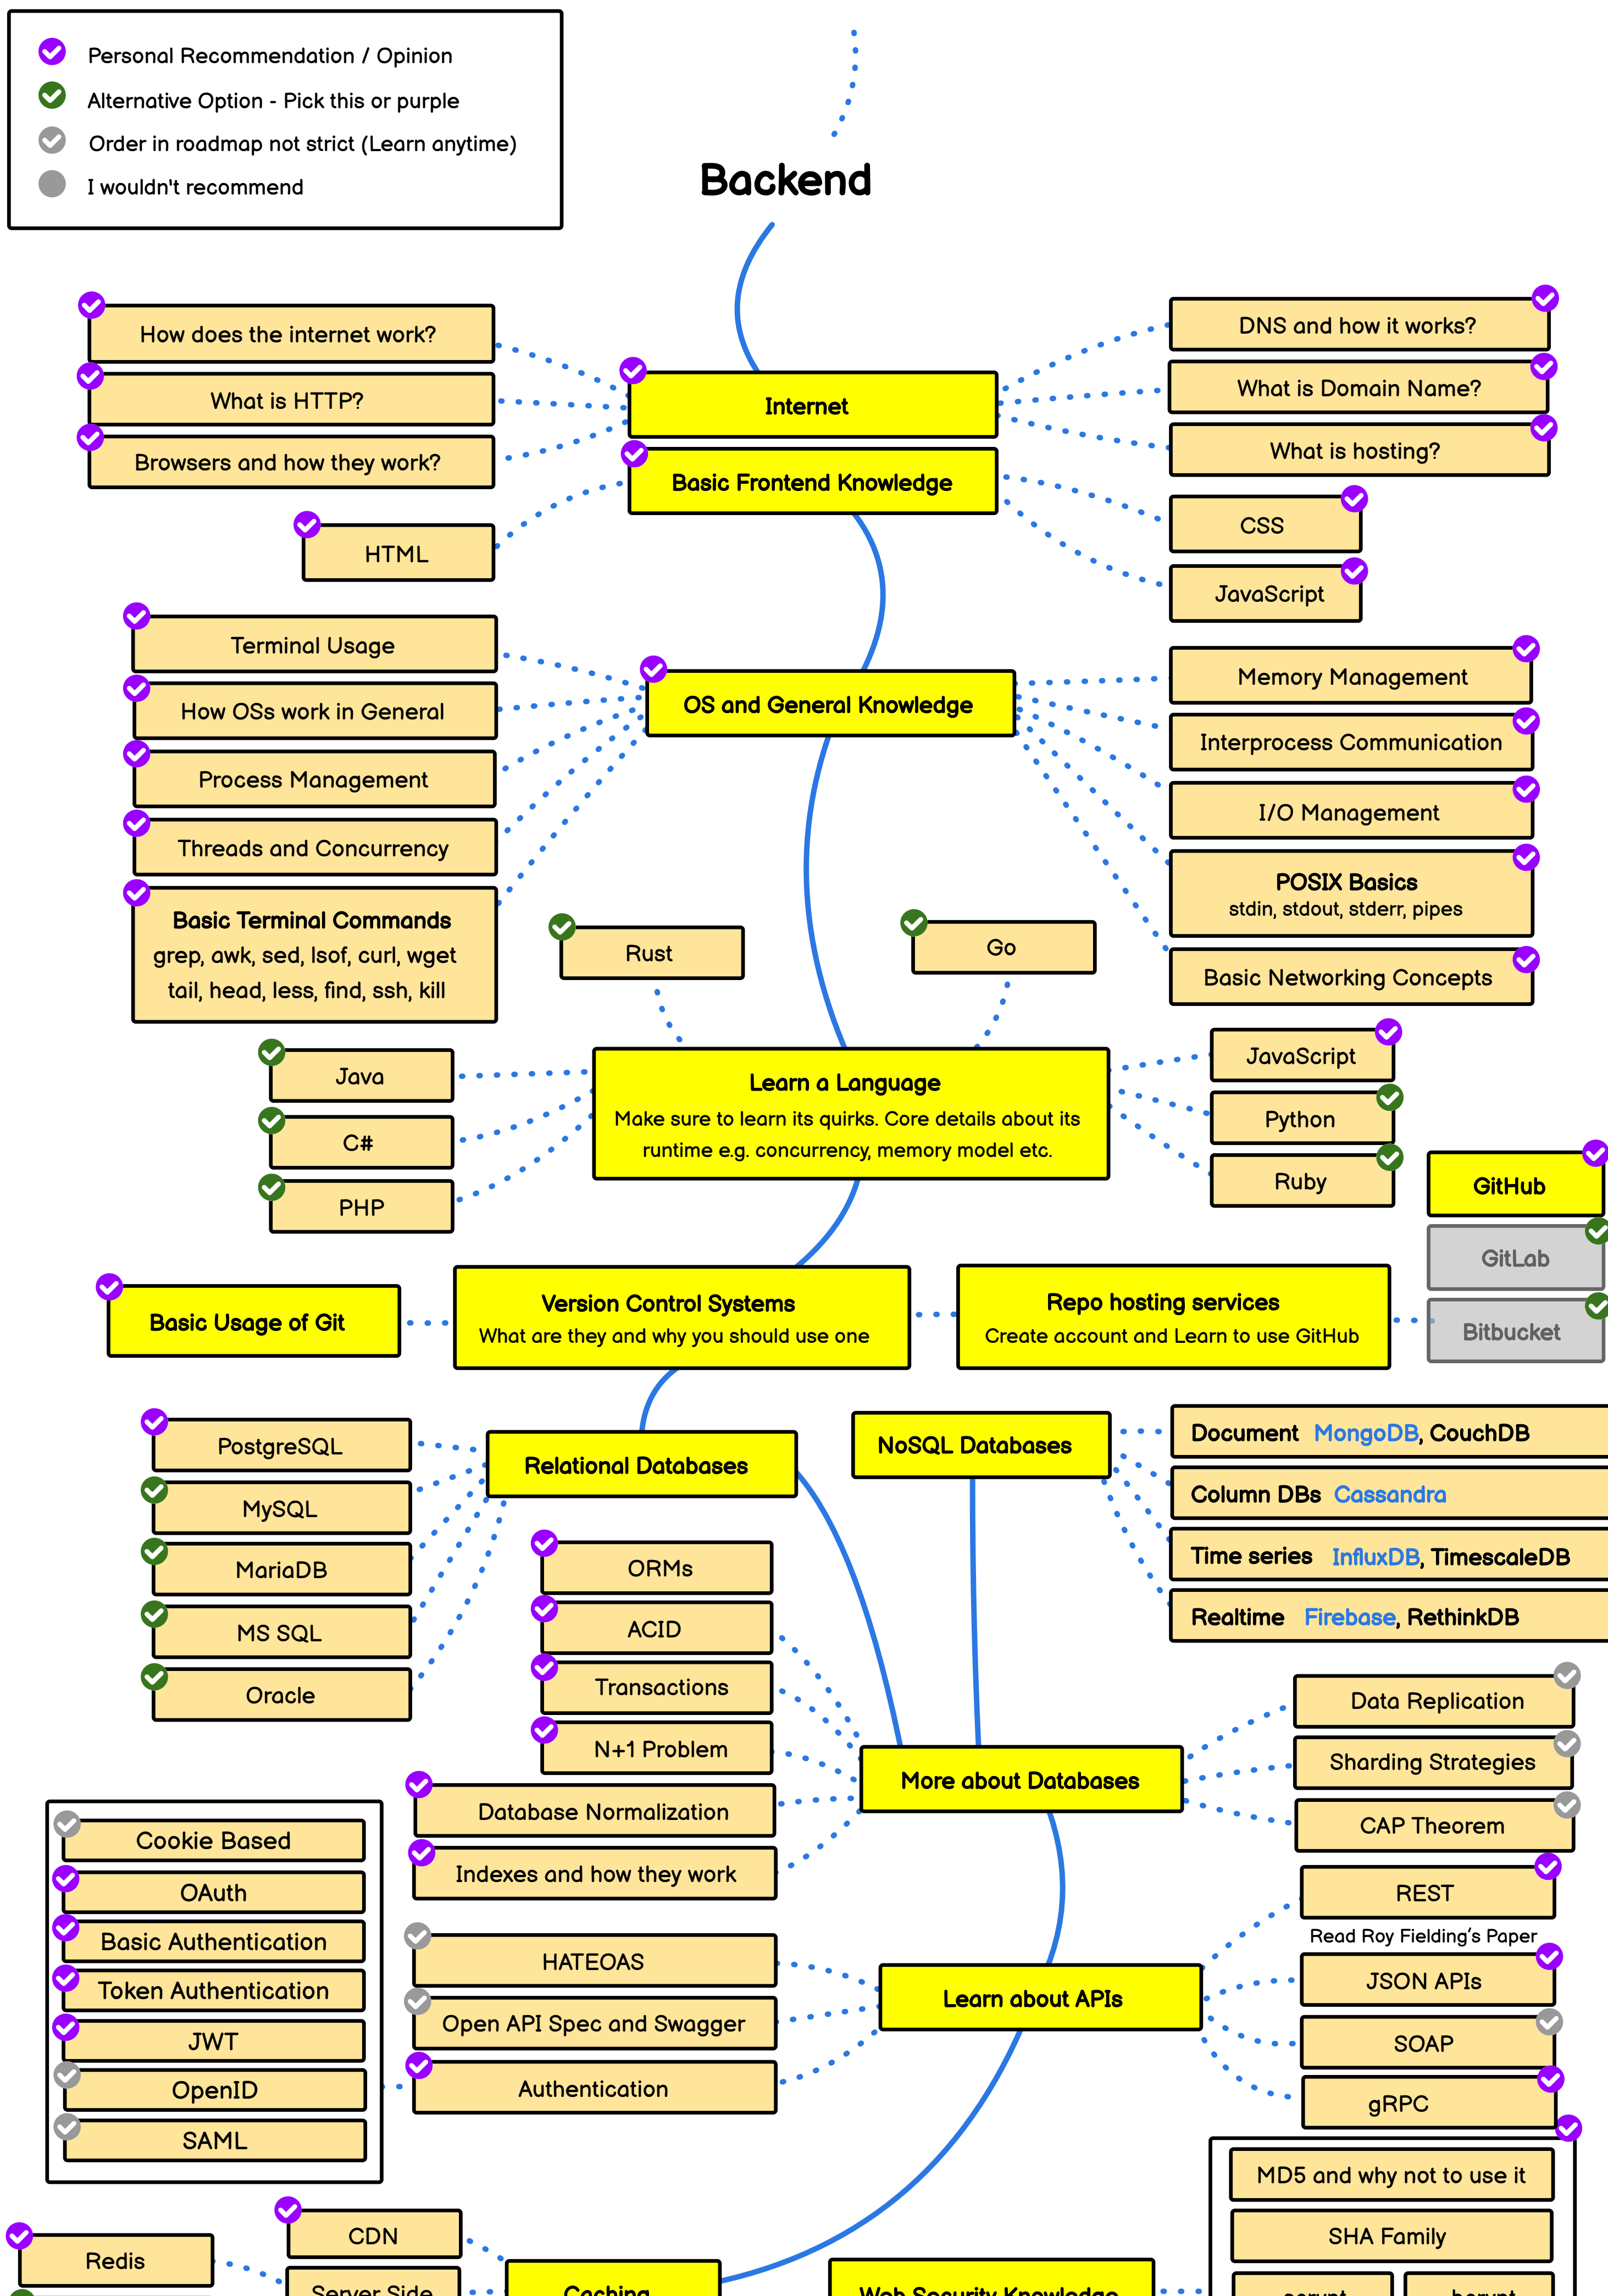 Personal Recommendation / Opinion
Alternative Option - Pick this or purple
Order in roadmap not strict (Learn anytime)
I wouldn't recommend
Backend
How does the internet work?
What is HTTP?
Browsers and how they work?
Internet
DNS and how it works?
What is Domain Name?
What is hosting?
Basic Frontend Knowledge
HTML
CSS
JavaScript
Terminal Usage
How OSs work in General
Process Management
Threads and Concurrency
Basic Terminal Commands
grep, awk, sed, lsof, curl, wget
tail, head, less, find, ssh, kill
OS and General Knowledge
Memory Management
Interprocess Communication
I/O Management
POSIX Basics
stdin, stdout, stderr, pipes
Basic Networking Concepts
Rust
Go
Java
C#
PHP
Learn a Language
Make sure to learn its quirks. Core details about its
runtime e.g. concurrency, memory model etc.
JavaScript
Python
Ruby
GitHub
GitLab
Bitbucket
Basic Usage of Git
Version Control Systems
What are they and why you should use one
Repo hosting services
Create account and Learn to use GitHub
PostgreSQL
MySQL
MariaDB
MS SQL
Oracle
Relational Databases
NoSQL Databases
Document MongoDB, CouchDB
Column DBs Cassandra
Time series InfluxDB, TimescaleDB
Realtime Firebase, RethinkDB
ORMs
ACID
Transactions
N+1 Problem
Database Normalization
Indexes and how they work
More about Databases
Data Replication
Sharding Strategies
CAP Theorem
Cookie Based
OAuth
Basic Authentication
Token Authentication
JWT
OpenID
SAML
HATEOAS
Open API Spec and Swagger
Authentication
Learn about APIs
REST
Read Roy Fielding's Paper
JSON APIs
SOAP
gRPC
MD5 and why not to use it
SHA Family
scrypt
bcrypt
Redis
CDN
Server Side
Caching
Web Security Knowledge